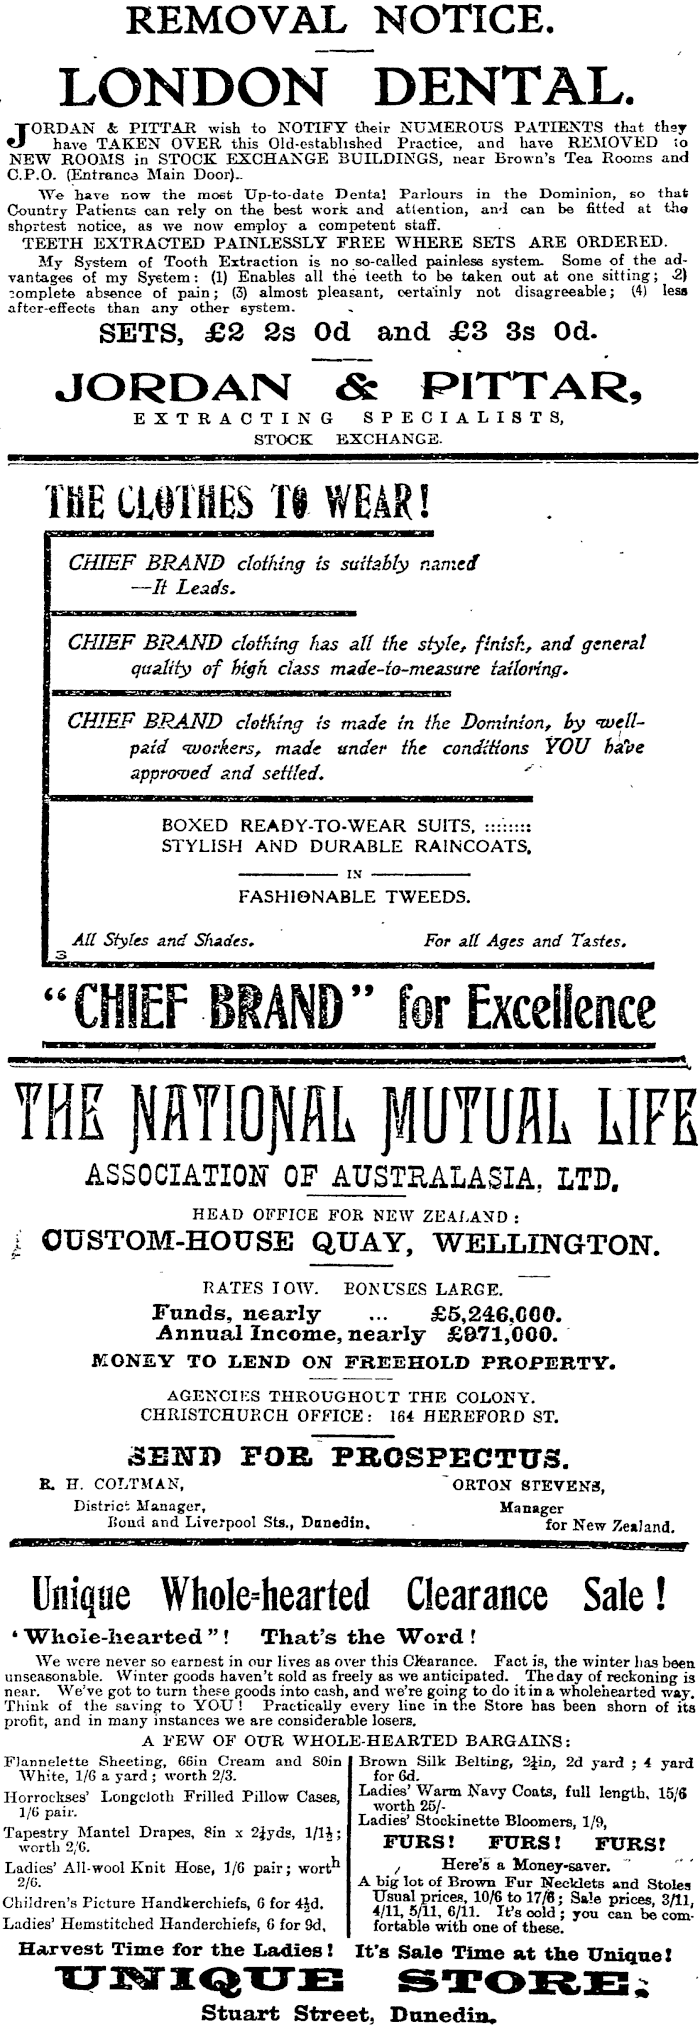 REMOVAL NOTICE.
LONDON DENTAL.
JORDAN & PITTAR wish to NOTIFY their NUMEROUS PATIENTS that they
have TAKEN OVER this Old-established Practice, and have REMOVED to
NEW ROOMS in STOCK EXCHANGE BUILDINGS, near Brown's Tea Rooms and
C.P.O. (Entrance Main Door).
We have now the most Up-to-date Dental Parlours in the Dominion, so that
Country Patients can rely on the best work and attention, and can be fitted at the
shortest notice, as we now employ a competent staff.
TEETH EXTRACTED PAINLESSLY FREE WHERE SETS ARE ORDERED.
My System of Tooth Extraction is no so-called painless system. Some of the ad-
vantages of my System: (1) Enables all the teeth to be taken out at one sitting; 2)
complete absence of pain; (3) almost pleasant, certainly not disagreeable; (4) less
after-effects than any other system.
SETS, £2 2s 0d and £3 3s 0d.
JORDAN & PITTAR,
EXTRACTING SPECIALISTS,
STOCK EXCHANGE.
THE CLOTHES TO WEAR!
CHIEF BRAND clothing is suitably named
—It Leads.
CHIEF BRAND clothing has all the style, finish, and general
quality of high class made-to-measure tailoring.
CHIEF BRAND clothing is made in the Dominion, by well-
paid workers, made under the conditions YOU have
approved and settled.
BOXED READY-TO-WEAR SUITS, ::::::::
STYLISH AND DURABLE RAINCOATS,
IN
FASHIONABLE TWEEDS.
All Styles and Shades. For all Ages and Tastes.
3
"CHIEF BRAND" for Excellence
THE NATIONAL MUTUAL LIFE
ASSOCIATION OF AUSTRALASIA, LTD.
HEAD OFFICE FOR NEW ZEALAND:
CUSTOM-HOUSE QUAY, WELLINGTON.
RATES LOW. BONUSES LARGE.
Funds, nearly ... £5,246,000.
Annual Income, nearly £971,000.
MONEY TO LEND ON FREEHOLD PROPERTY.
AGENCIES THROUGHOUT THE COLONY.
CHRISTCHURCH OFFICE: 164 HEREFORD ST.
SEND FOR PROSPECTUS.
R. H. COLTMAN, ORTON STEVENS,
District Manager, Manager
Bond and Liverpool Sts., Dunedin. for New Zealand.
Unique Whole-hearted Clearance Sale!
'Whole-hearted"! That's the Word!
We were never so earnest in our lives as over this Clearance. Fact is, the winter has been
unseasonable. Winter goods haven't sold as freely as we anticipated. The day of reckoning is
near. We've got to turn these goods into cash, and we're going to do it in a wholehearted way.
Think of the saving to YOU! Practically every line in the Store has been shorn of its
profit, and in many instances we are considerable losers.
A FEW OF OUR WHOLE-HEARTED BARGAINS:
Flannelette Sheeting, 66in Cream and 80in
White, 1/6 a yard; worth 2/3.
Horrockses' Longcloth Frilled Pillow Cases,
1/6 pair.
Tapestry Mantel Drapes, 8in x 2¼yds, 1/1½;
worth 2/6.
Ladies' All-wool Knit Hose, 1/6 pair; worth
2/6.
Children's Picture Handkerchiefs, 6 for 4½d.
Ladies' Hemstitched Handerchiefs, 6 for 9d,
Brown Silk Belting, 2¼in, 2d yard; 4 yard
for 6d.
Ladies' Warm Navy Coats, full length, 15/6
worth 25/-
Ladies' Stockinette Bloomers, 1/9,
FURS! FURS! FURS!
Here's a Money-saver.
A big lot of Brown Fur Necklets and Stoles
Usual prices, 10/6 to 17/6; Sale prices, 3/11,
4/11, 5/11, 6/11. It's cold; you can be com-
fortable with one of these.
Harvest Time for the Ladies! It's Sale Time at the Unique!
UNIQUE STORE,
Stuart Street, Dunedin.